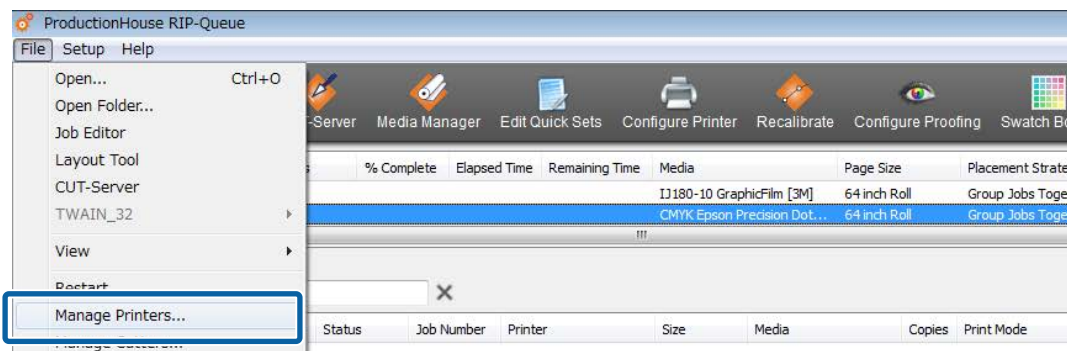 ProductionHouse RIP-Queue
File Setup Help
Open... Ctrl+O
Open Folder...
Job Editor
Layout Tool
CUT-Server
TWAIN_32
View
Restart
Manage Printers...
Manage Cutters...
-Server Media Manager Edit Quick Sets Configure Printer Recalibrate Configure Proofing Swatch Bo
% Complete Elapsed Time Remaining Time Media Page Size Placement Strate
IJ180-10 GraphicFilm [3M] 64 inch Roll Group Jobs Toge
CMYK Epson Precision Dot... 64 inch Roll Group Jobs Toge
Status Job Number Printer Size Media Copies Print Mode